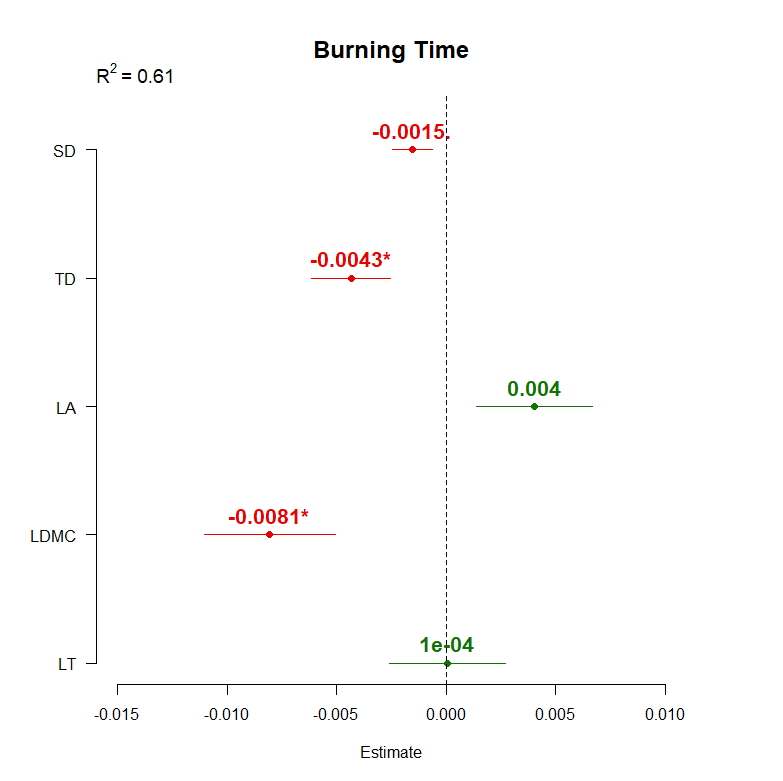 Burning Time
R2 = 0.61
-0.0015.
SD
-0.0043*
TD
0.004
LA
-0.0081*
LDMC
1e-04
LT
-0.015 -0.010 -0.005 0.000 0.005 0.010
Estimate